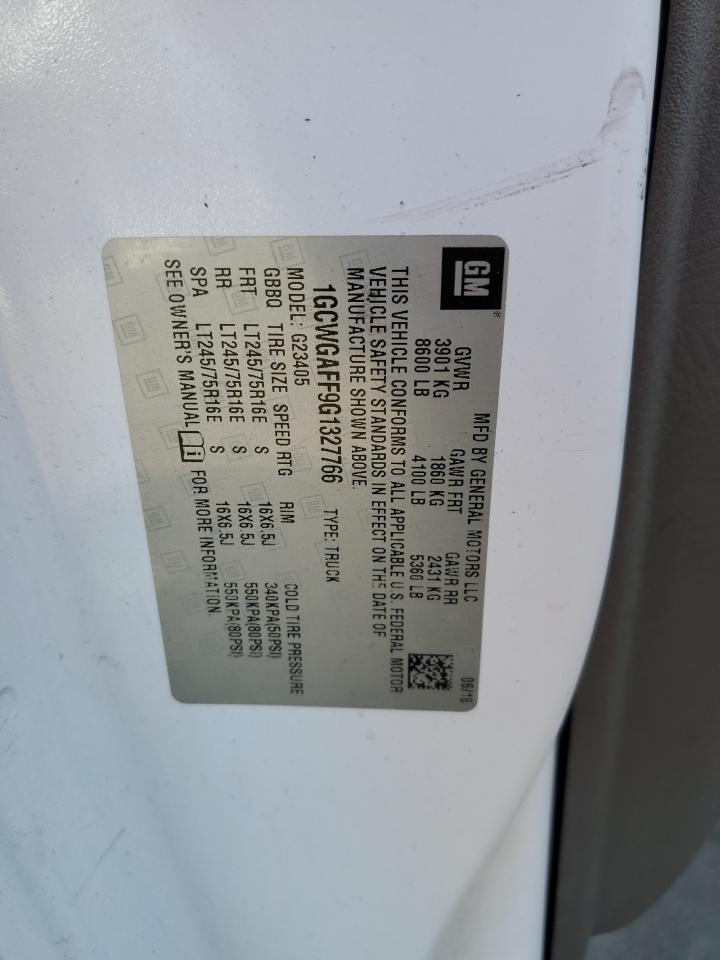 GM®
MFD BY GENERAL MOTORS LLC 06/16
GVWR GAWR FRT GAWR RR
3901 KG 1860 KG 2431 KG
8600 LB 4100 LB 5360 LB
THIS VEHICLE CONFORMS TO ALL APPLICABLE U.S. FEDERAL MOTOR
VEHICLE SAFETY STANDARDS IN EFFECT ON THE DATE OF
MANUFACTURE SHOWN ABOVE.
1GCWGAFF9G1327766 TYPE: TRUCK
MODEL: G23405
GBBQ TIRE SIZE SPEED RTG RIM COLD TIRE PRESSURE
FRT LT245/75R16E S 16X6.5J 340KPA(50PSI)
RR LT245/75R16E S 16X6.5J 550KPA(80PSI)
SPA LT245/75R16E S 16X6.5J 550KPA(80PSI)
SEE OWNER'S MANUAL i FOR MORE INFORMATION.